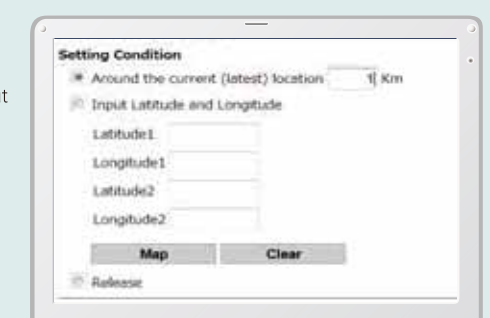 Setting Condition
Around the current (latest) location 1 Km
Input Latitude and Longitude
Latitude1
Longitude1
Latitude2
Longitude2
Map Clear
Release